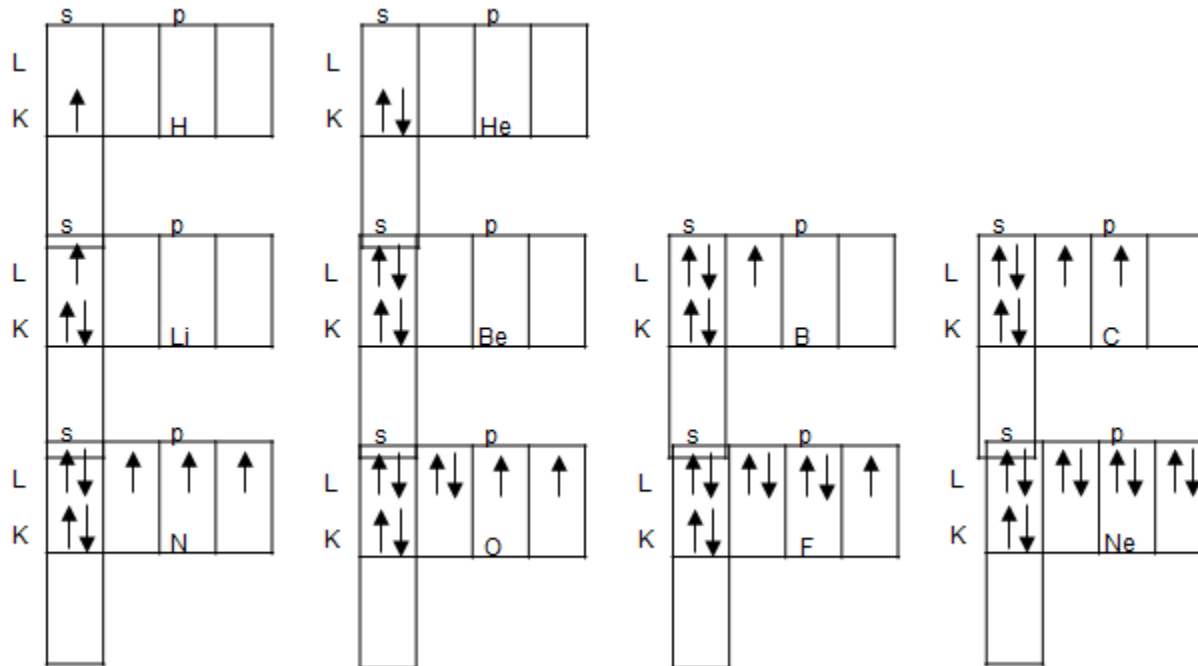 s p s p
L L
K H K He
s p s p s p s p
L L L L
K Li K Be K B K C
s p s p s p s p
L L L L
K N K O K F K Ne